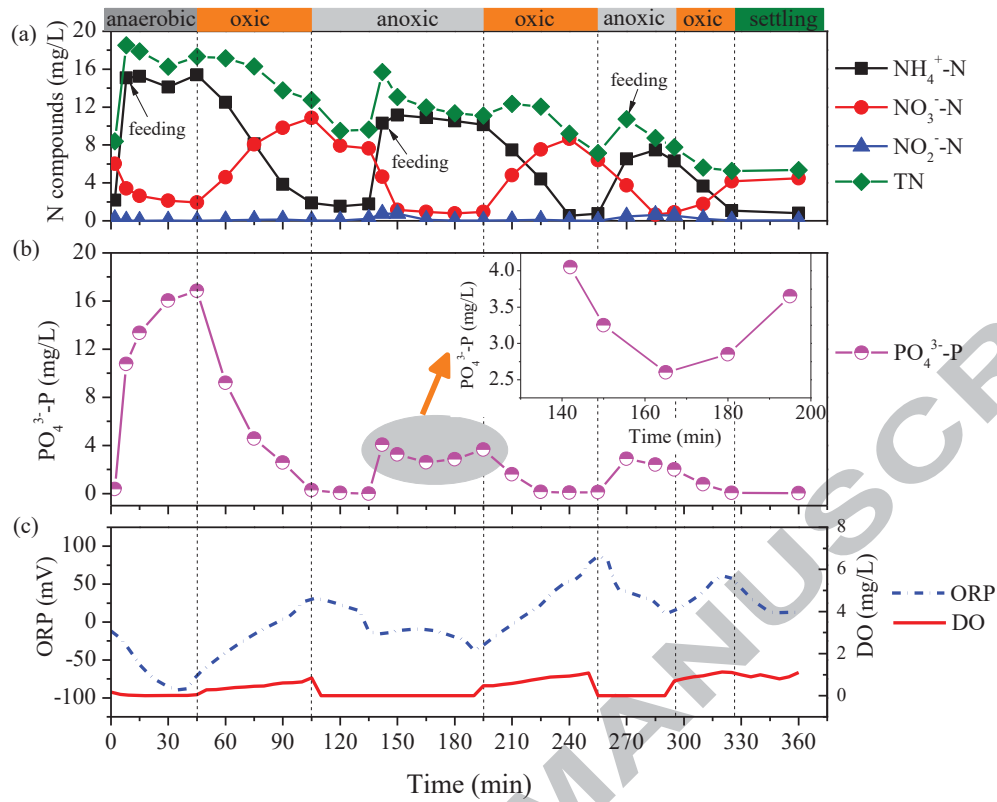 anaerobic oxic anoxic oxic anoxic oxic settling
(a)
N compounds (mg/L)
20
16
12
8
4
0
feeding
feeding
feeding
NH₄⁺-N
NO₃⁻-N
NO₂⁻-N
TN
(b)
PO₄³⁻-P (mg/L)
20
16
12
8
4
0
PO₄³⁻-P (mg/L)
4.0
3.5
3.0
2.5
140 160 180 200
Time (min)
PO₄³⁻-P
(c)
ORP (mV)
100
50
0
-50
-100
8
6
4
2
0
DO (mg/L)
ORP
DO
0 30 60 90 120 150 180 210 240 270 300 330 360
Time (min)
MANUSCR